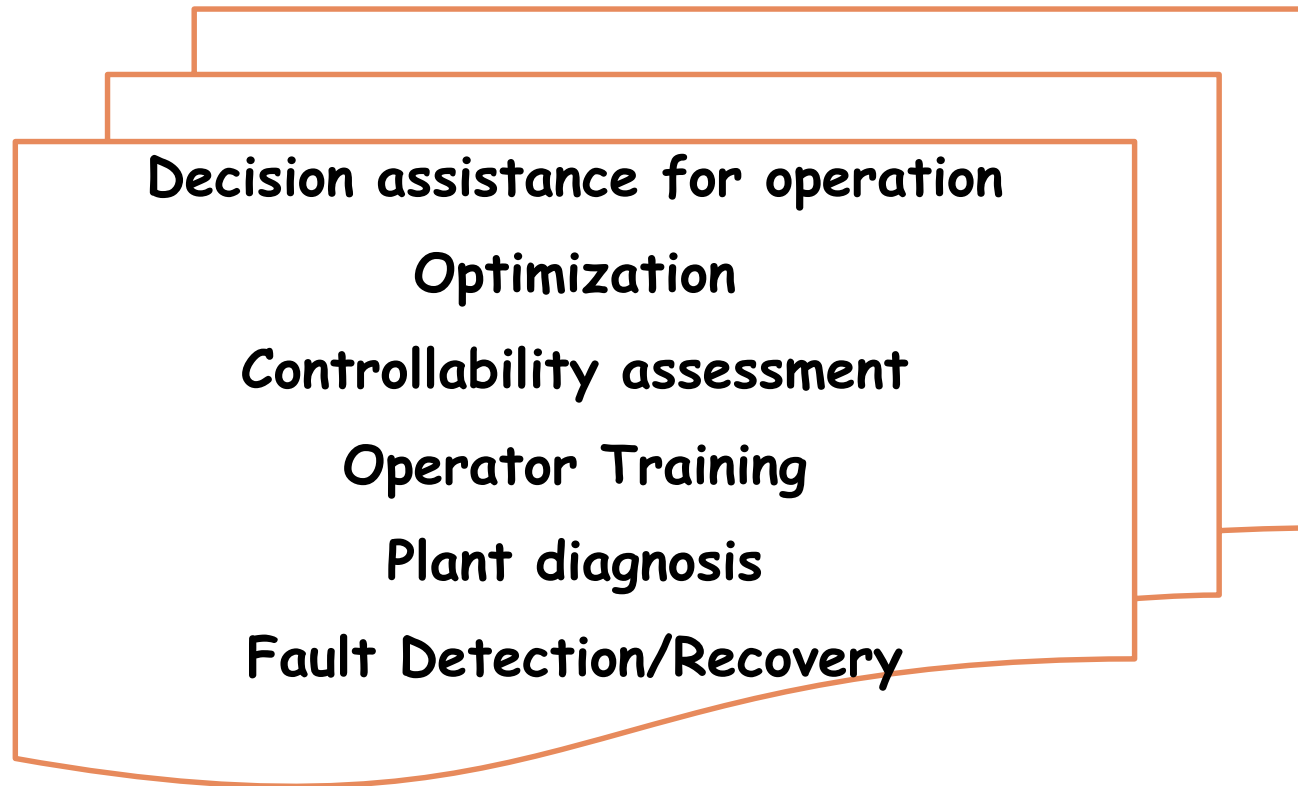 Decision assistance for operation
Optimization
Controllability assessment
Operator Training
Plant diagnosis
Fault Detection/Recovery